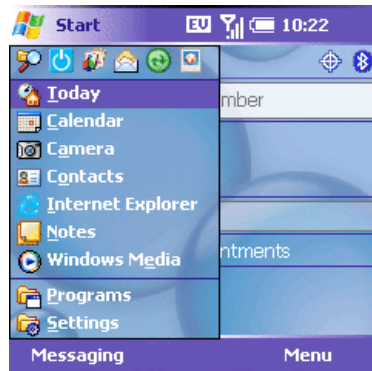 Start EU 10:22
Today
mber
Calendar
Camera
Contacts
Internet Explorer
Notes
Windows Media
ntments
Programs
Settings
Messaging Menu